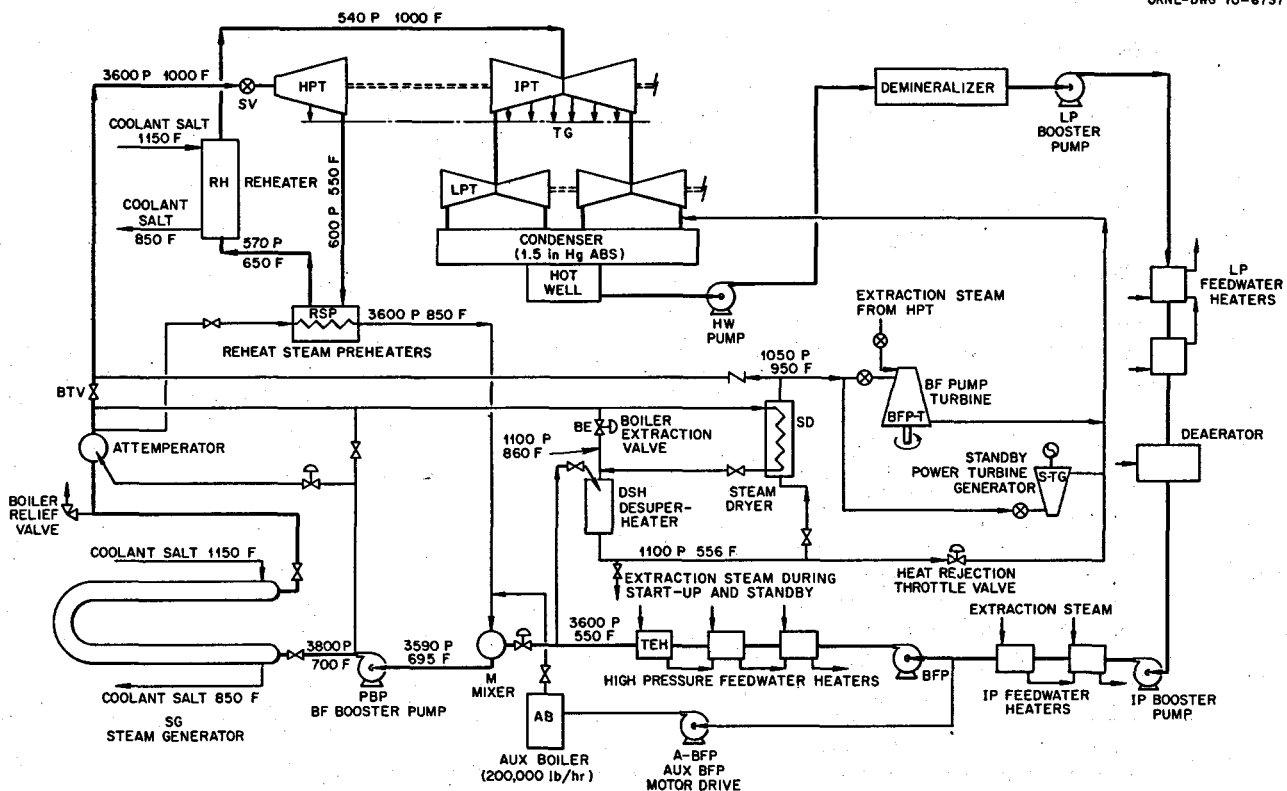 ORNL-DWG 70-6737
540 P 1000 F
3600 P 1000 F
SV
HPT
IPT
TG
COOLANT SALT
1150 F
RH
REHEATER
COOLANT
SALT
850 F
570 P
650 F
600 P 550 F
LPT
CONDENSER
(1.5 in Hg ABS)
HOT
WELL
HW
PUMP
DEMINERALIZER
LP
BOOSTER
PUMP
LP
FEEDWATER
HEATERS
DEAERATOR
RSP
3600 P 850 F
REHEAT STEAM PREHEATERS
EXTRACTION STEAM
FROM HPT
1050 P
950 F
BF PUMP
TURBINE
BFP-T
STANDBY
POWER TURBINE
GENERATOR
S-TG
BTV
ATTEMPERATOR
BE
BOILER
EXTRACTION
VALVE
SD
1100 P
860 F
DSH
DESUPER-
HEATER
STEAM
DRYER
BOILER
RELIEF
VALVE
1100 P 556 F
HEAT REJECTION
THROTTLE VALVE
COOLANT SALT 1150 F
EXTRACTION STEAM DURING
START-UP AND STANDBY
EXTRACTION STEAM
3800 P
700 F
PBP
BF BOOSTER PUMP
3590 P
695 F
M
MIXER
3600 P
550 F
TEH
HIGH PRESSURE FEEDWATER HEATERS
BFP
IP FEEDWATER
HEATERS
IP BOOSTER
PUMP
COOLANT SALT 850 F
SG
STEAM GENERATOR
AB
AUX BOILER
(200,000 lb/hr)
A-BFP
AUX BFP
MOTOR DRIVE